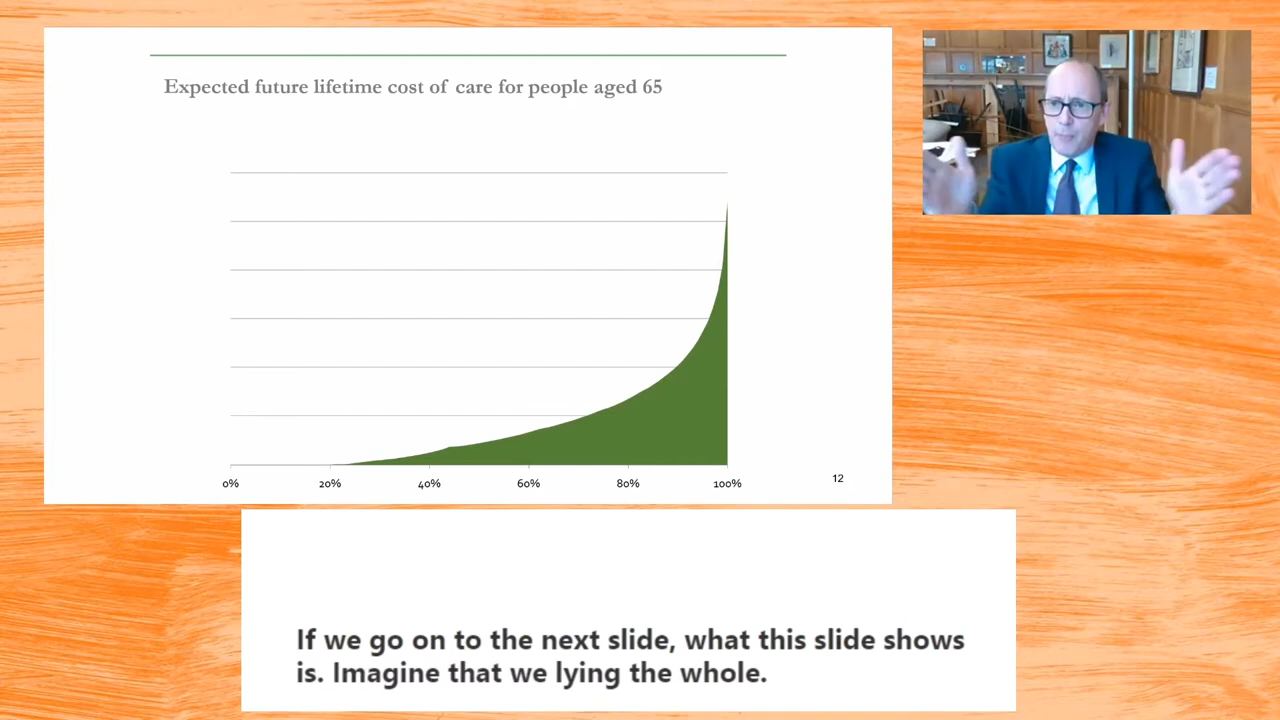 Expected future lifetime cost of care for people aged 65
0% 20% 40% 60% 80% 100%
12
If we go on to the next slide, what this slide shows
is. Imagine that we lying the whole.